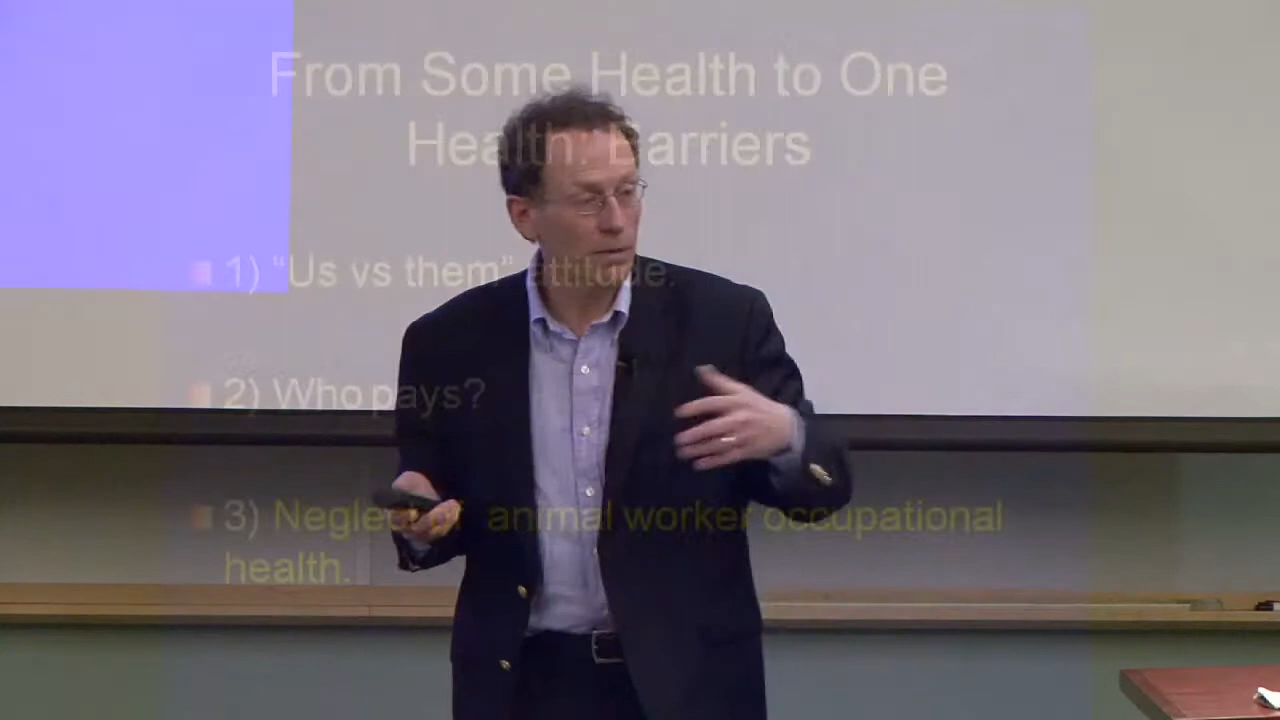 From Some Health to One
Health: Barriers
1) “Us vs them” attitude.
2) Who pays?
3) Neglect of animal worker occupational
health.